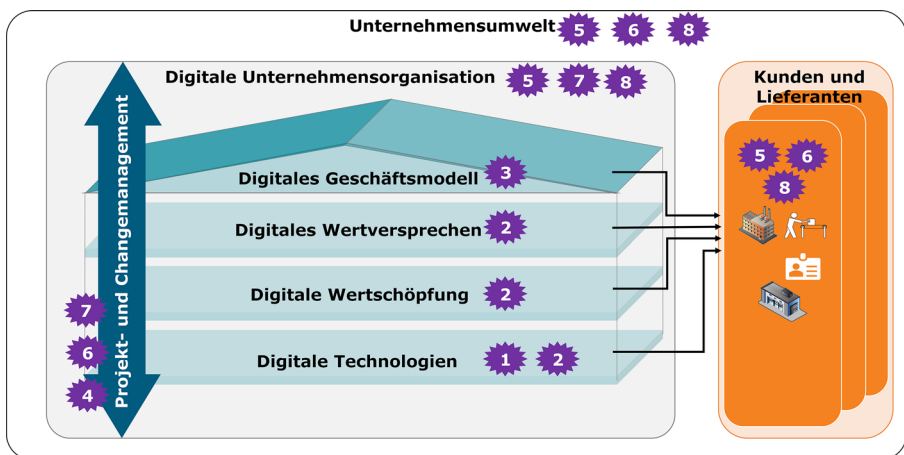 Unternehmensumwelt 5 6 8
Digitale Unternehmensorganisation 5 7 8
Kunden und
Lieferanten
5 6
8
Projekt- und Changemanagement
7
6
4
Digitales Geschäftsmodell 3
Digitales Wertversprechen 2
Digitale Wertschöpfung 2
Digitale Technologien 1 2